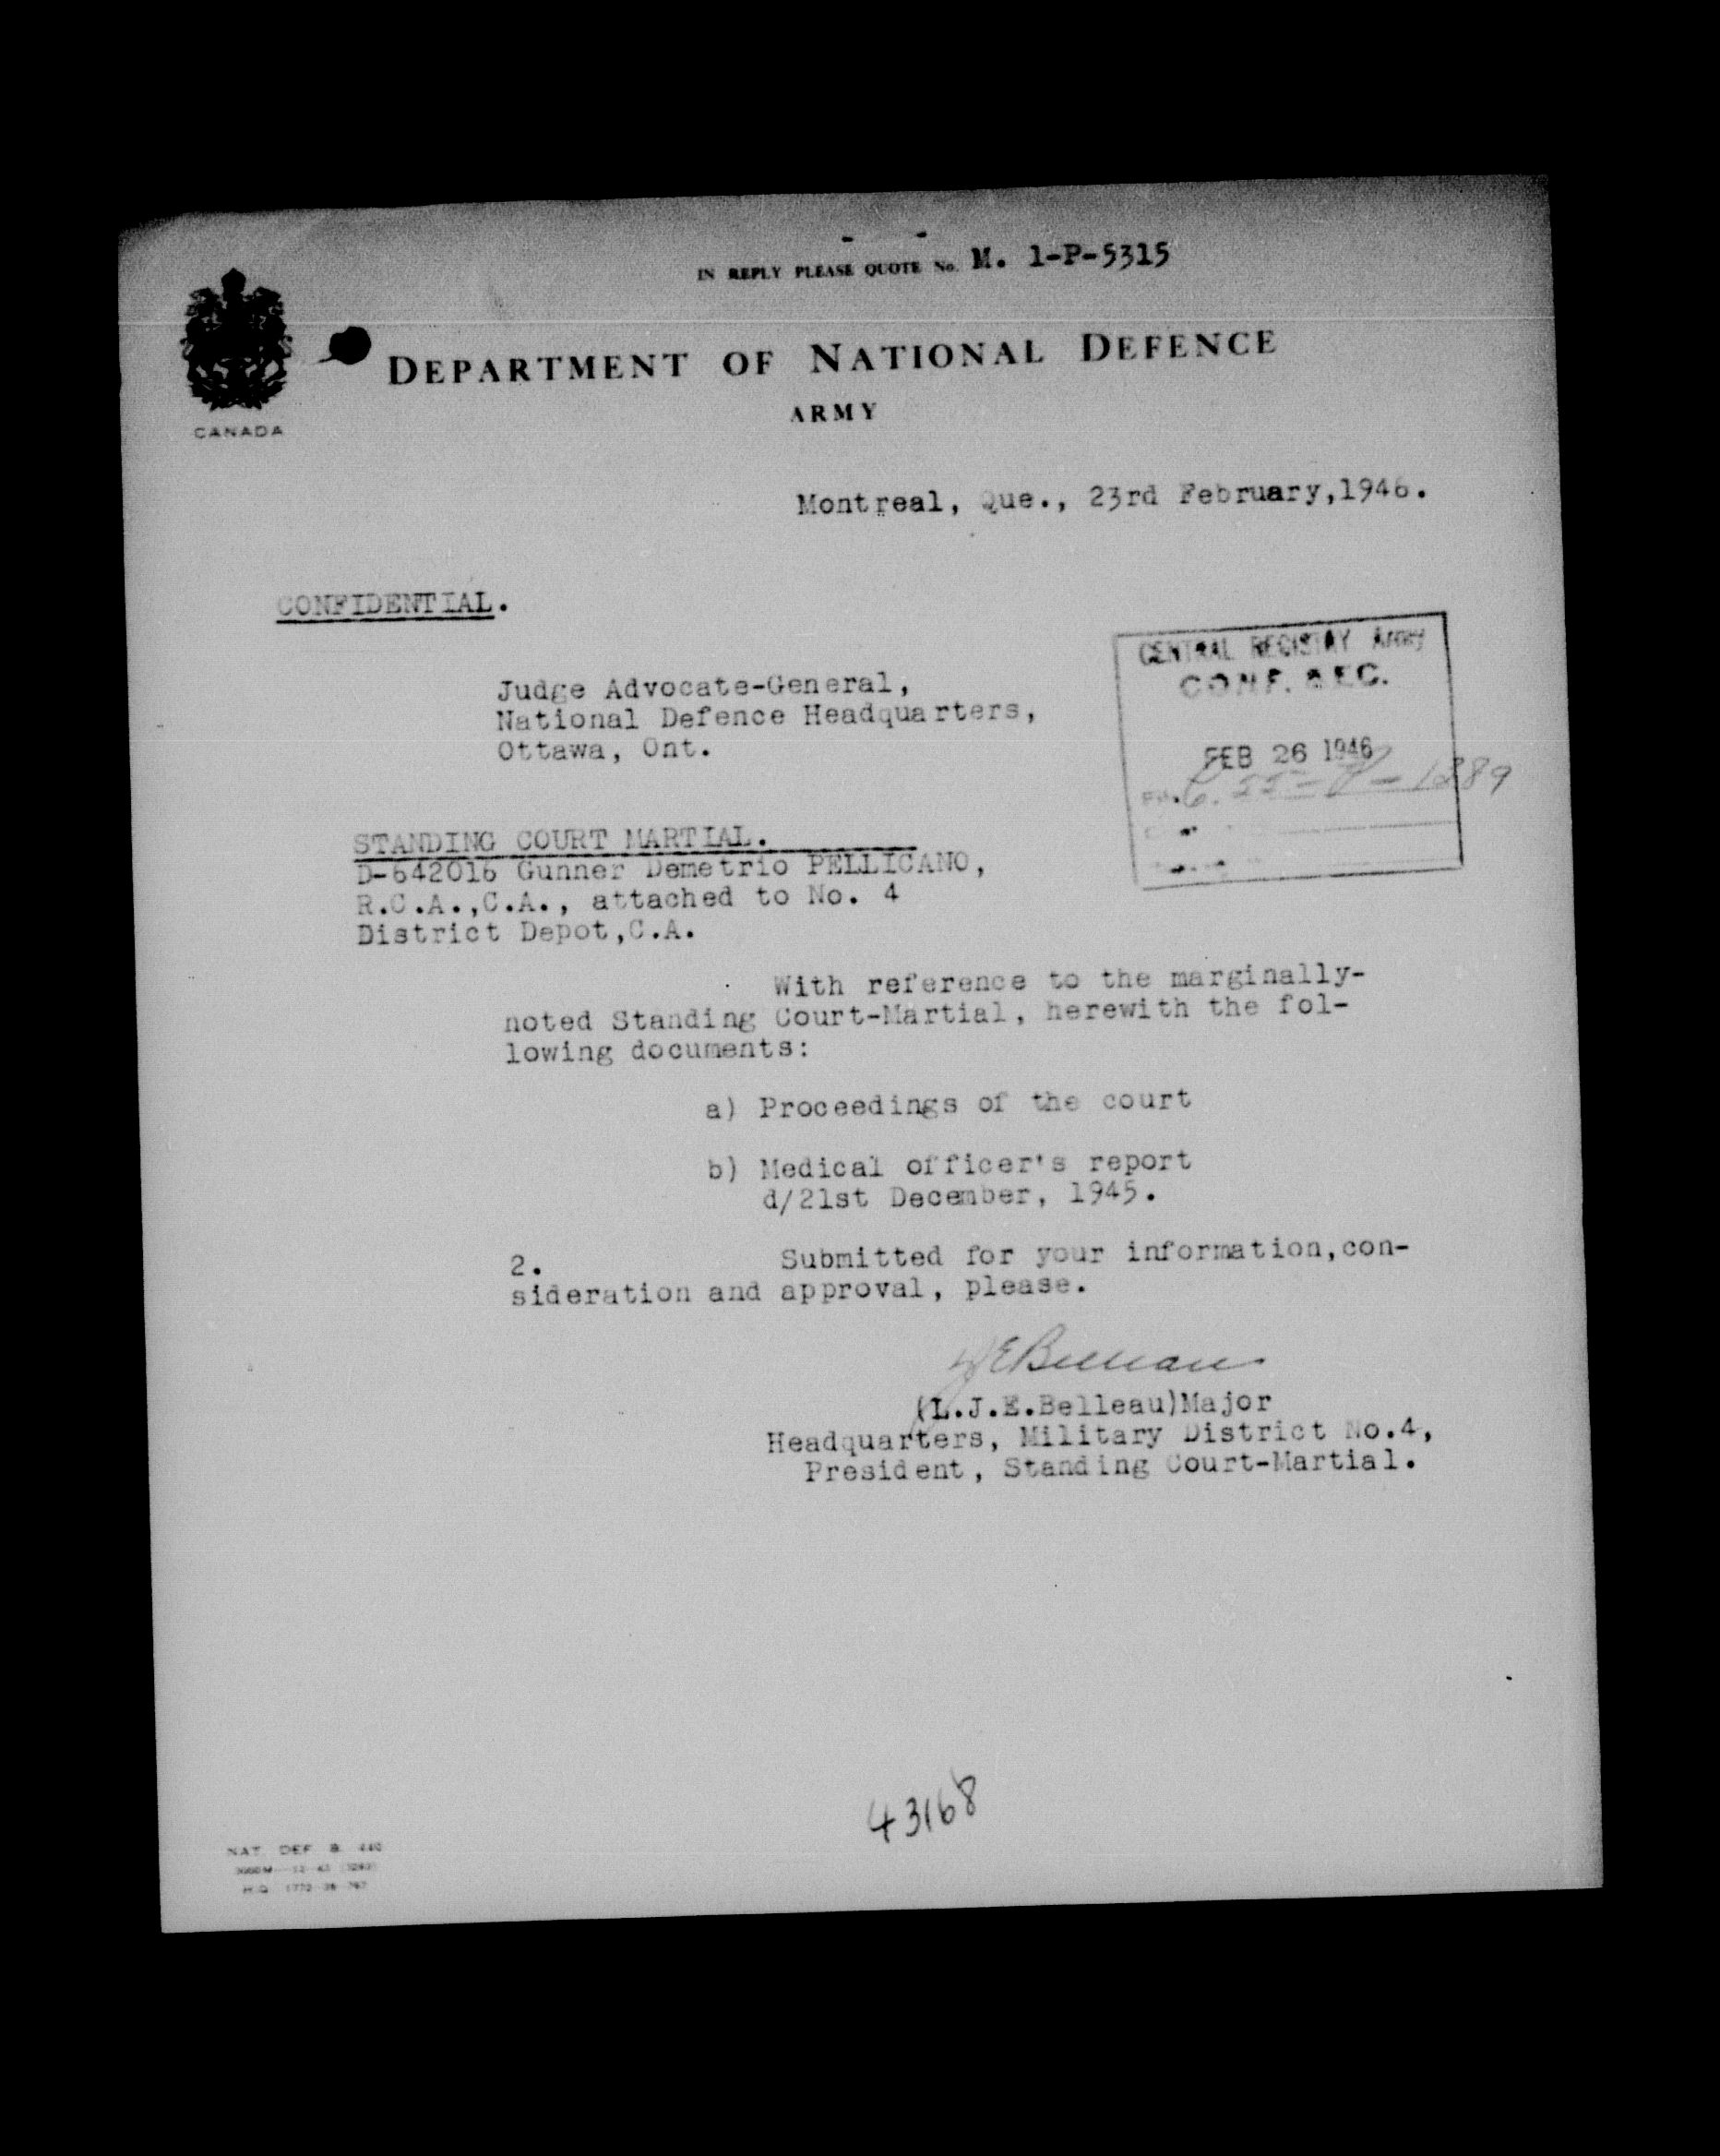 IN REPLY PLEASE QUOTE No. M. 1-P-5315
CANADA
DEPARTMENT OF NATIONAL DEFENCE
ARMY
Montreal, Que., 23rd February,1946.
CONFIDENTIAL.
CENTRAL REGISTRY ARMY
CONF. SEC.
FEB 26 1946
Judge Advocate-General,
National Defence Headquarters,
Ottawa, Ont.
STANDING COURT MARTIAL.
D-642016 Gunner Demetrio PELLICANO,
R.C.A.,C.A., attached to No. 4
District Depot,C.A.
With reference to the marginally-
noted Standing Court-Martial, herewith the fol-
lowing documents:
a) Proceedings of the court
b) Medical officer's report
d/21st December, 1945.
2. Submitted for your information,con-
sideration and approval, please.
(L.J.E.Belleau)Major
Headquarters, Military District No.4,
President, Standing Court-Martial.
43168
NAT DEF B 440